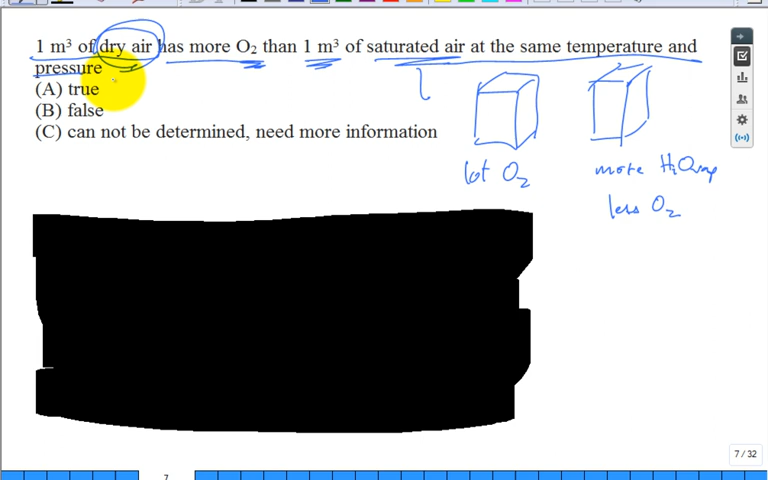 1 m³ of dry air has more O₂ than 1 m³ of saturated air at the same temperature and
pressure
(A) true
(B) false
(C) can not be determined, need more information
lot O₂
more H₂O vap
less O₂
7 / 32
7